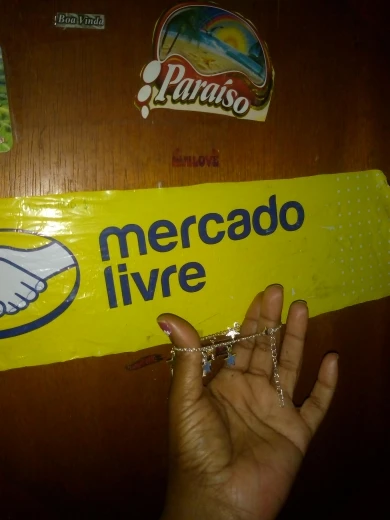 Boa Vinda
Paraíso
mercado
livre